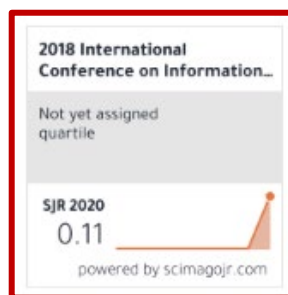 2018 International
Conference on Information...
Not yet assigned
quartile
SJR 2020
0.11
powered by scimagojr.com